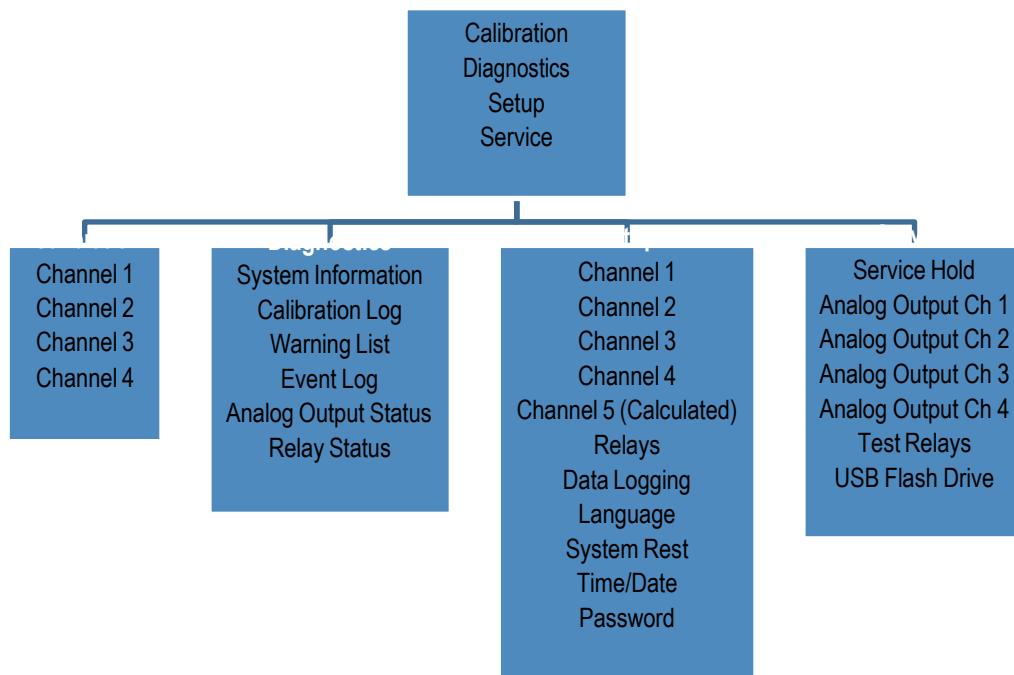 Calibration
Diagnostics
Setup
Service
Channel 1
Channel 2
Channel 3
Channel 4
Diagnostics
System Information
Calibration Log
Warning List
Event Log
Analog Output Status
Relay Status
Channel 1
Channel 2
Channel 3
Channel 4
Channel 5 (Calculated)
Relays
Data Logging
Language
System Rest
Time/Date
Password
Service Hold
Analog Output Ch 1
Analog Output Ch 2
Analog Output Ch 3
Analog Output Ch 4
Test Relays
USB Flash Drive